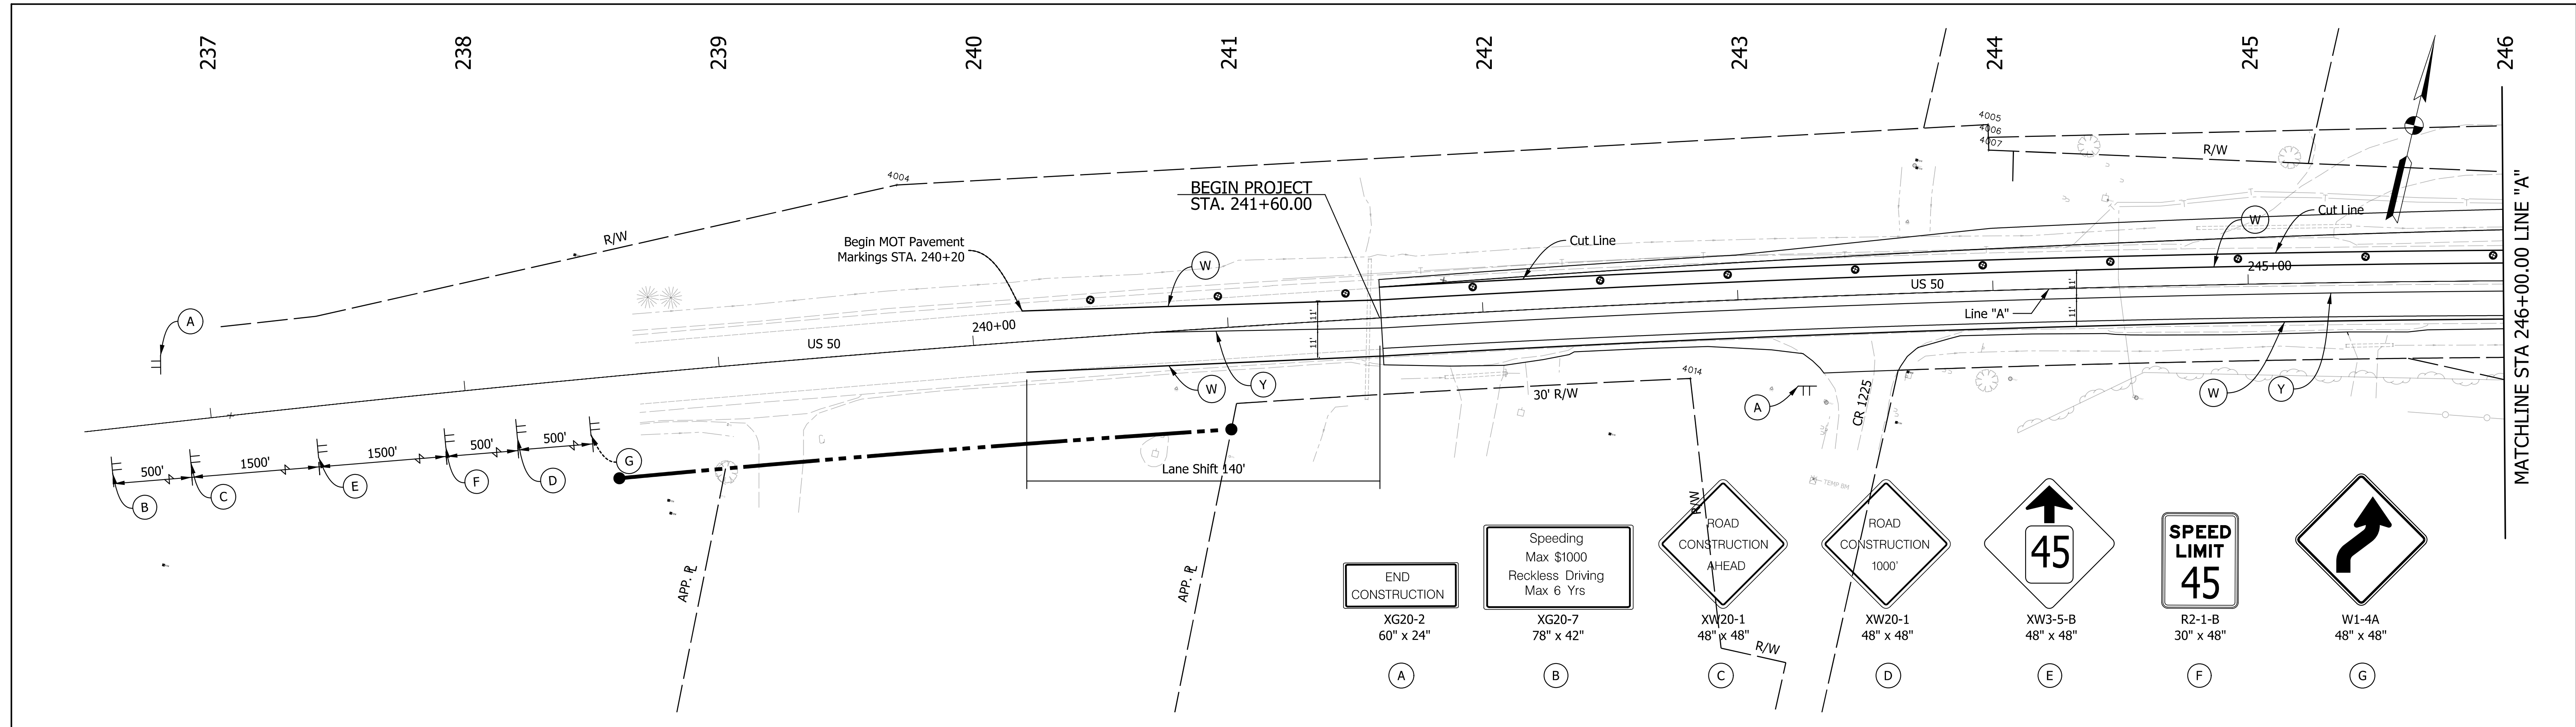 237
238
239
240
241
242
243
244
245
246
4004
4005
4006
4007
R/W
R/W
BEGIN PROJECT
STA. 241+60.00
Begin MOT Pavement
Markings STA. 240+20
W
Cut Line
W
Cut Line
MATCHLINE STA 246+00.00 LINE "A"
245+00
US 50
11'
11'
Line "A"
240+00
US 50
11'
11'
A
W
Y
4014
30' R/W
A
CR 1225
W
Y
500'
1500'
1500'
500'
500'
B
C
E
F
D
G
Lane Shift 140'
TEMP BM
R/W
APP. PL
APP. PL
END
CONSTRUCTION
XG20-2
60" x 24"
A
Speeding
Max $1000
Reckless Driving
Max 6 Yrs
XG20-7
78" x 42"
B
ROAD
CONSTRUCTION
AHEAD
XW20-1
48" x 48"
R/W
C
ROAD
CONSTRUCTION
1000'
XW20-1
48" x 48"
D
45
XW3-5-B
48" x 48"
E
SPEED
LIMIT
45
R2-1-B
30" x 48"
F
W1-4A
48" x 48"
G